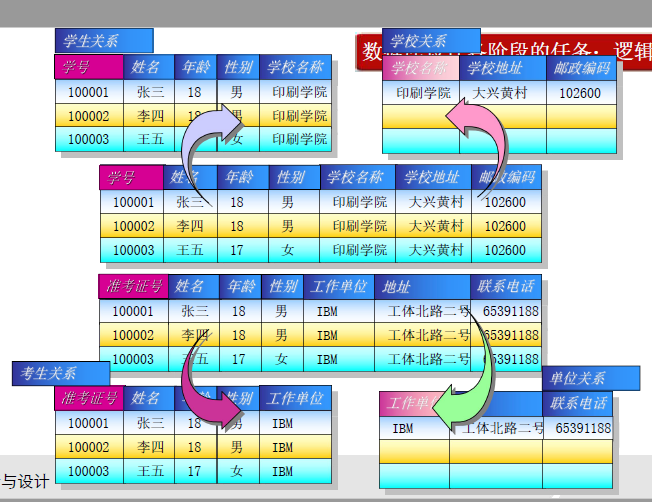 学生关系
学号 姓名 年龄 性别 学校名称
100001 张三 18 男 印刷学院
100002 李四 18 男 印刷学院
100003 王五 女 印刷学院
学校关系
阶段的任务：逻辑
学校名称 学校地址 邮政编码
印刷学院 大兴黄村 102600
学号 姓名 年龄 性别 学校名称 学校地址 邮政编码
100001 张三 18 男 印刷学院 大兴黄村 102600
100002 李四 18 男 印刷学院 大兴黄村 102600
100003 王五 17 女 印刷学院 大兴黄村 102600
准考证号 姓名 年龄 性别 工作单位 地址 联系电话
100001 张三 18 男 IBM 工体北路二号 65391188
100002 李四 18 男 IBM 工体北路二号 65391188
100003 王五 17 女 IBM 工体北路二号 65391188
考生关系
准考证号 姓名 年龄 性别 工作单位
100001 张三 18 男 IBM
100002 李四 18 男 IBM
100003 王五 17 女 IBM
单位关系
工作单位 联系电话
IBM 工体北路二号 65391188
与设计